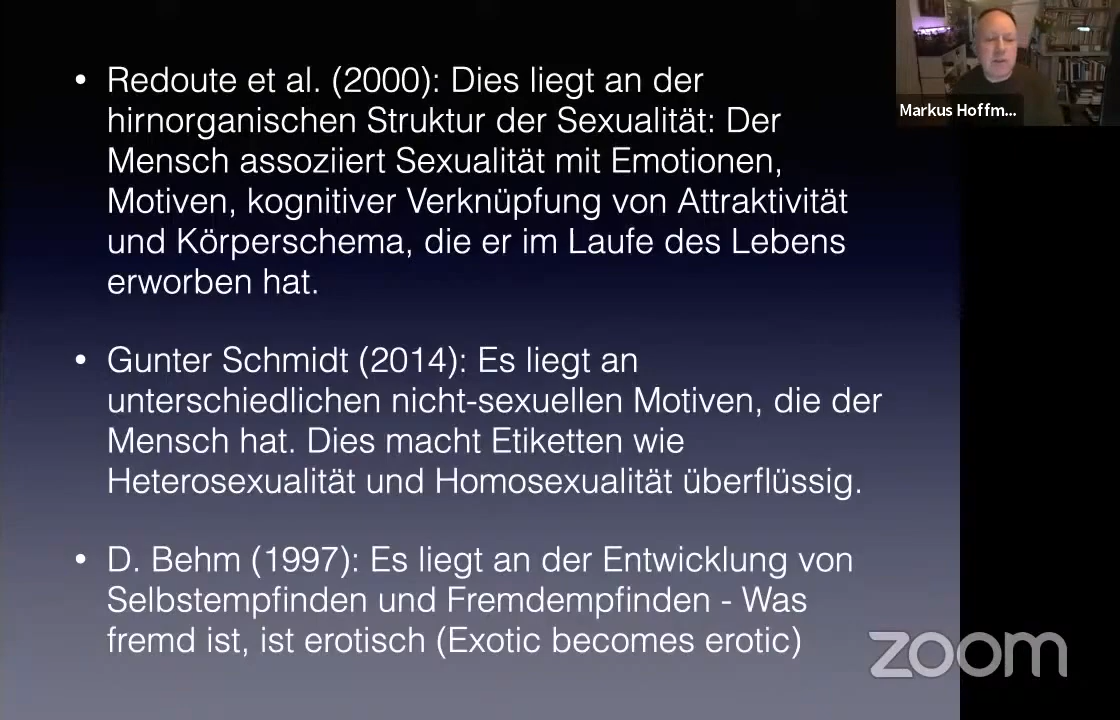 • Redoute et al. (2000): Dies liegt an der
hirnorganischen Struktur der Sexualität: Der
Mensch assoziiert Sexualität mit Emotionen,
Motiven, kognitiver Verknüpfung von Attraktivität
und Körperschema, die er im Laufe des Lebens
erworben hat.
• Gunter Schmidt (2014): Es liegt an
unterschiedlichen nicht-sexuellen Motiven, die der
Mensch hat. Dies macht Etiketten wie
Heterosexualität und Homosexualität überflüssig.
• D. Behm (1997): Es liegt an der Entwicklung von
Selbstempfinden und Fremdempfinden - Was
fremd ist, ist erotisch (Exotic becomes erotic)
Markus Hoffm...
zoom